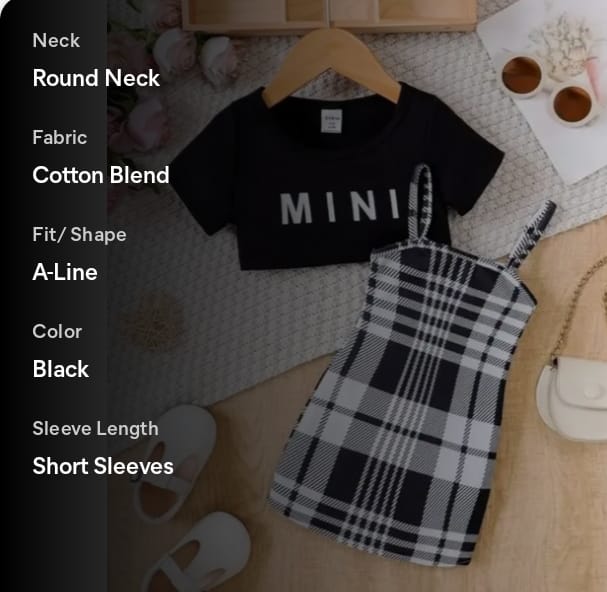 Neck
Round Neck
Fabric
Cotton Blend
Fit/ Shape
A-Line
Color
Black
Sleeve Length
Short Sleeves
MINI